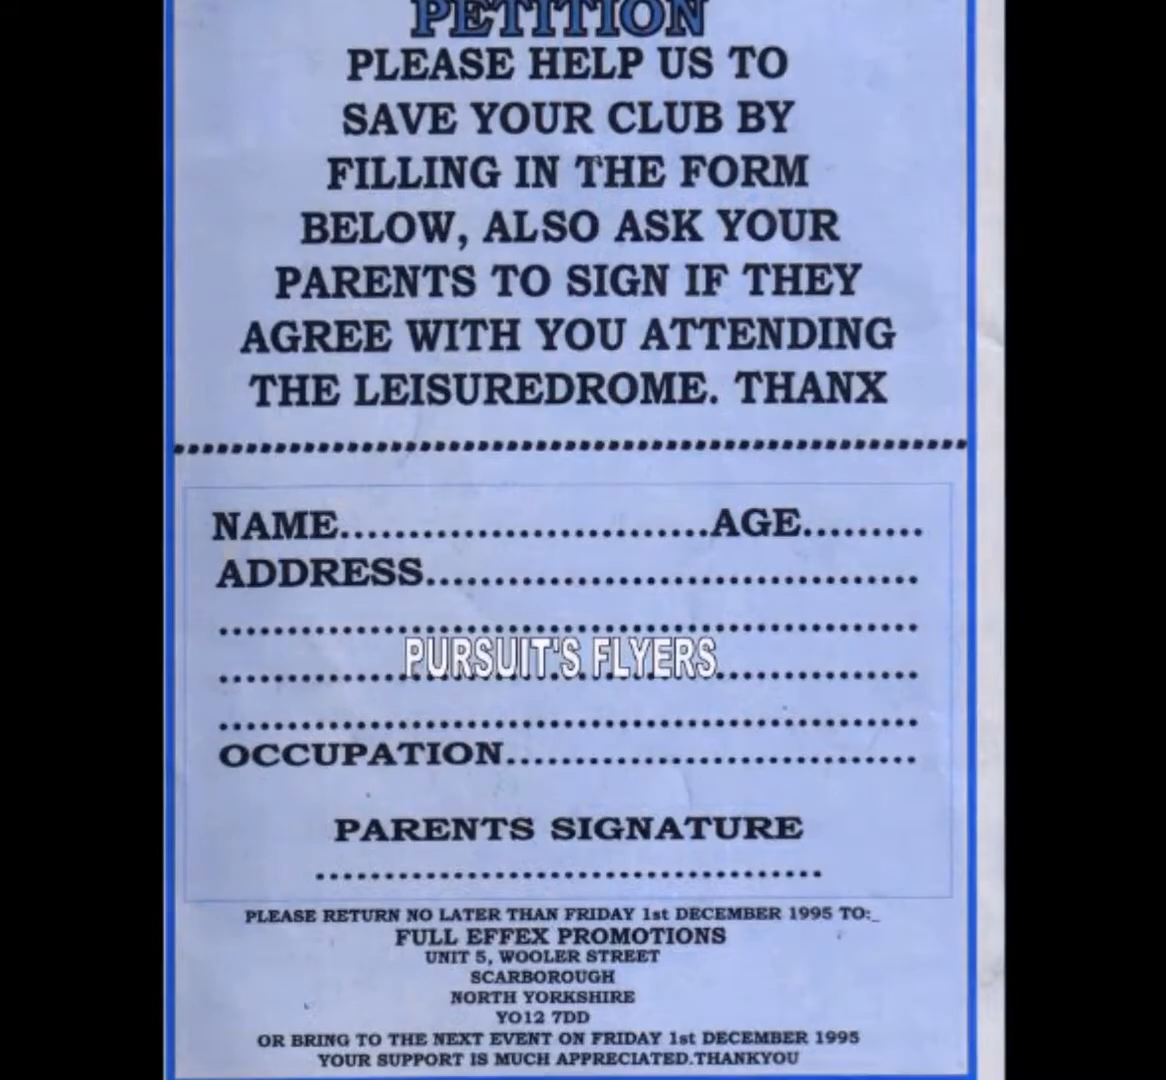 PETITION
PLEASE HELP US TO
SAVE YOUR CLUB BY
FILLING IN THE FORM
BELOW, ALSO ASK YOUR
PARENTS TO SIGN IF THEY
AGREE WITH YOU ATTENDING
THE LEISUREDROME. THANX
NAME...........................AGE.........
ADDRESS....................................
PURSUIT'S FLYERS
OCCUPATION..............................
PARENTS SIGNATURE
PLEASE RETURN NO LATER THAN FRIDAY 1st DECEMBER 1995 TO:_
FULL EFFEX PROMOTIONS
UNIT 5, WOOLER STREET
SCARBOROUGH
NORTH YORKSHIRE
YO12 7DD
OR BRING TO THE NEXT EVENT ON FRIDAY 1st DECEMBER 1995
YOUR SUPPORT IS MUCH APPRECIATED.THANKYOU